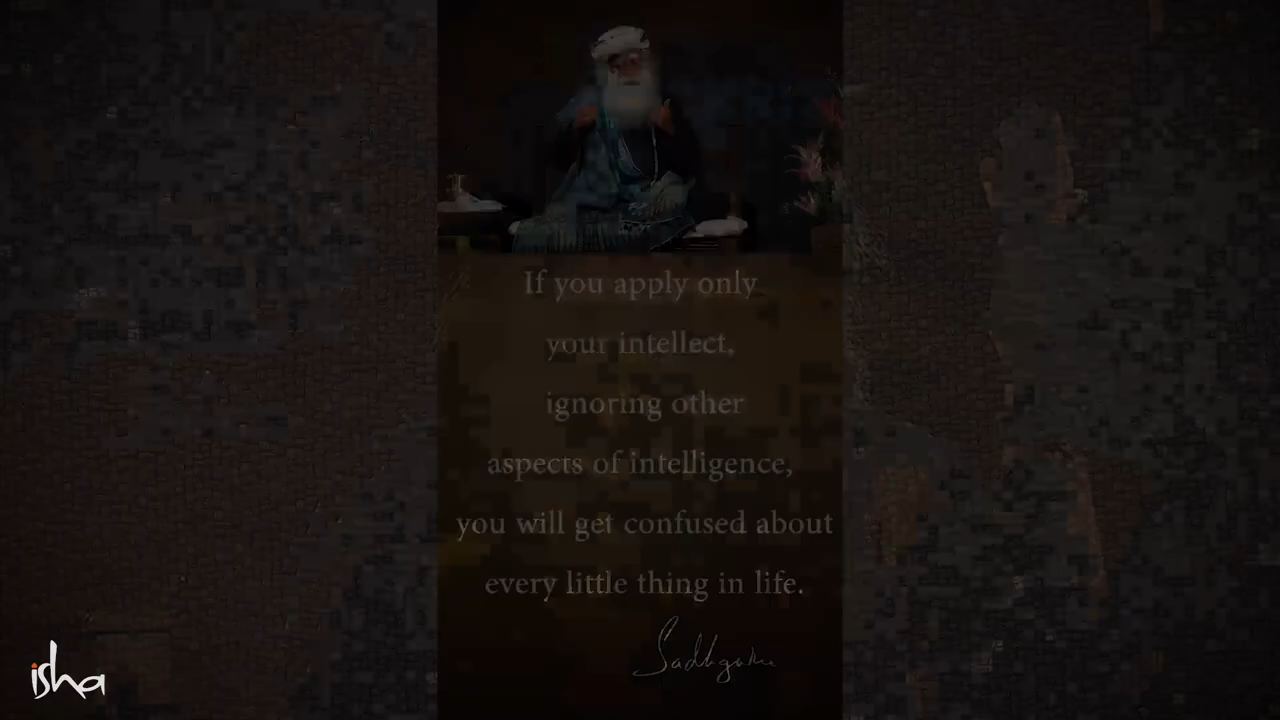 If you apply only
your intellect,
ignoring other
aspects of intelligence,
you will get confused about
every little thing in life.
Sadhguru
isha